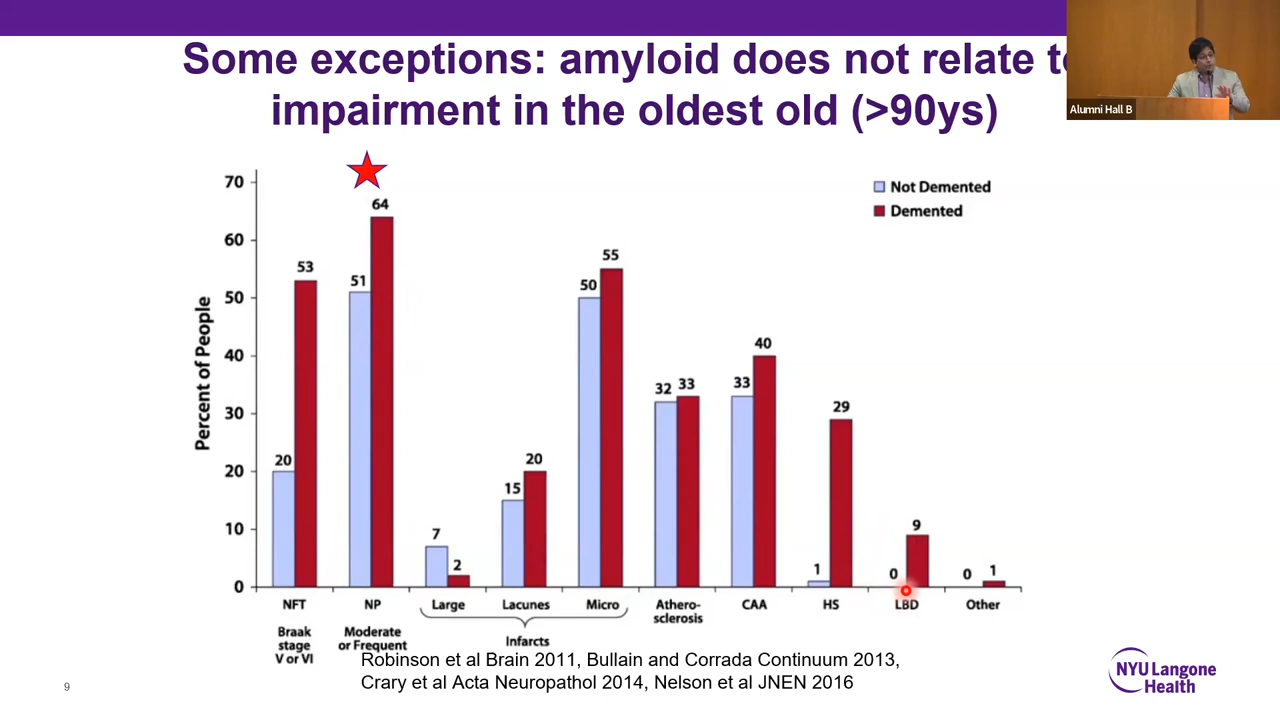 Some exceptions: amyloid does not relate
impairment in the oldest old (>90ys)
Alumni Hall B
Not Demented
Demented
Percent of People
70
60
50
40
30
20
10
0
20
53
51
64
7
2
15
20
50
55
32
33
33
40
1
29
0
9
0
1
NFT
NP
Large
Lacunes
Micro
Athero-
sclerosis
CAA
HS
LBD
Other
Braak
stage
V or VI
Moderate
or Frequent
Infarcts
Robinson et al Brain 2011, Bullain and Corrada Continuum 2013,
Crary et al Acta Neuropathol 2014, Nelson et al JNEN 2016
9
NYU Langone
Health